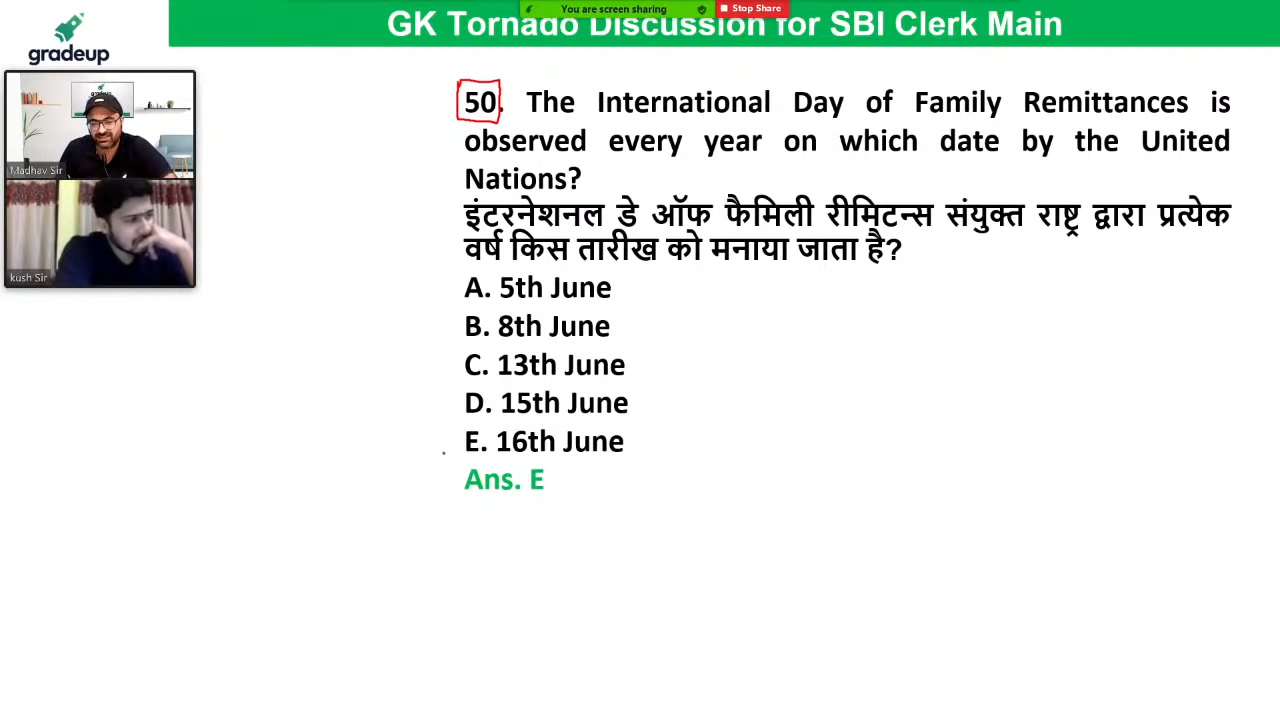 You are screen sharing
Stop Share
GK Tornado Discussion for SBI Clerk Main
gradeup
Madhav Sir
kush Sir
50. The International Day of Family Remittances is
observed every year on which date by the United
Nations?
इंटरनेशनल डे ऑफ फैमिली रीमिटन्स संयुक्त राष्ट्र द्वारा प्रत्येक
वर्ष किस तारीख को मनाया जाता है?
A. 5th June
B. 8th June
C. 13th June
D. 15th June
E. 16th June
Ans. E